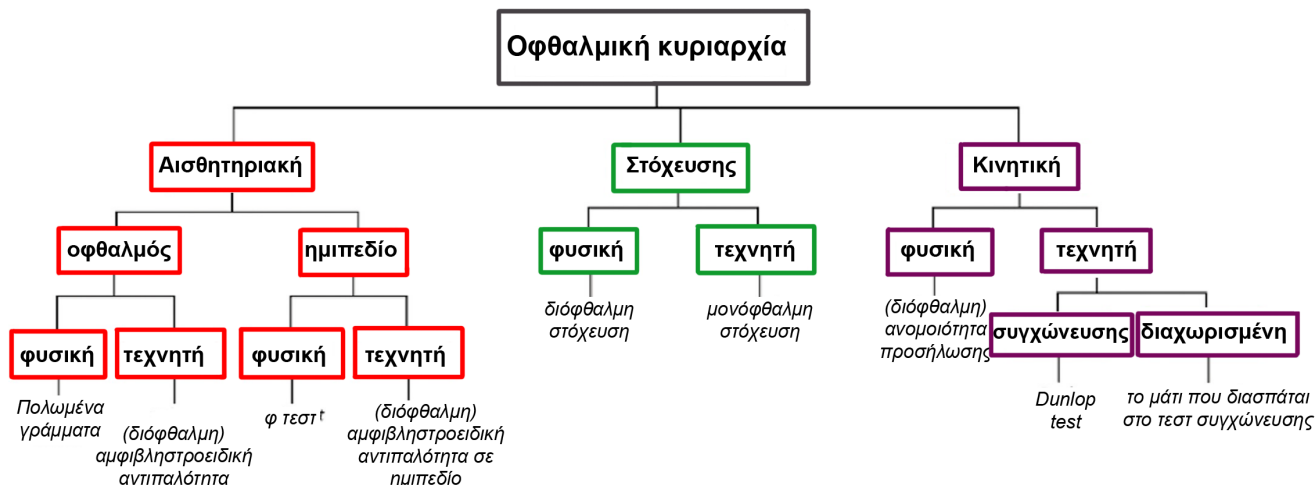 Οφθαλμική κυριαρχία
Αισθητηριακή
Στόχευσης
Κινητική
οφθαλμός
ημιπεδίο
φυσική
τεχνητή
φυσική
τεχνητή
διόφθαλμη
στόχευση
μονόφθαλμη
στόχευση
(διόφθαλμη)
ανομοιότητα
προσήλωσης
φυσική
τεχνητή
φυσική
τεχνητή
συγχώνευσης
διαχωρισμένη
Πολωμένα
γράμματα
(διόφθαλμη)
αμφιβληστροειδική
αντιπαλότητα
φ τεστ t
(διόφθαλμη)
αμφιβληστροειδική
αντιπαλότητα σε
ημιπεδίο
Dunlop
test
το μάτι που διασπάται
στο τεστ συγχώνευσης